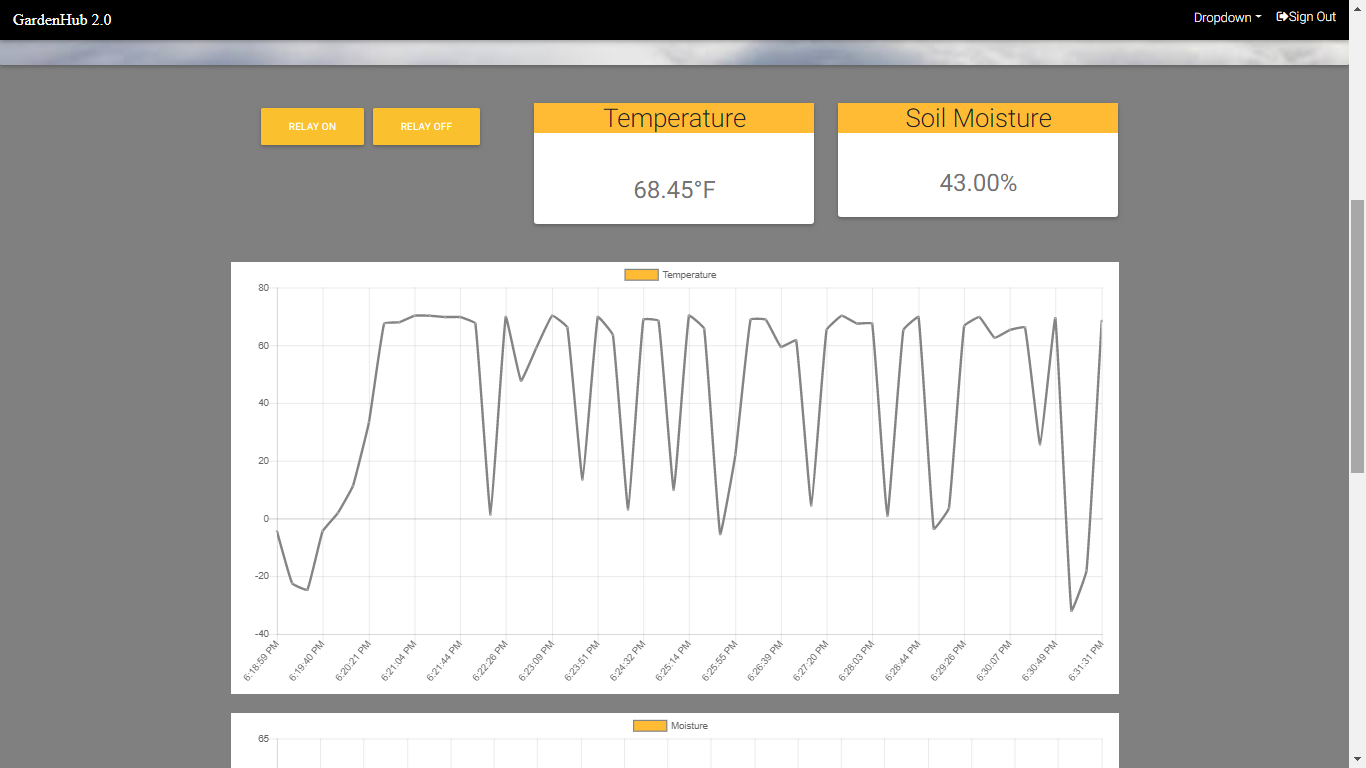 GardenHub 2.0
Dropdown
Sign Out
RELAY ON
RELAY OFF
Temperature
68.45°F
Soil Moisture
43.00%
Temperature
80
60
40
20
0
-20
-40
6:18:59 PM
6:19:40 PM
6:20:21 PM
6:21:04 PM
6:21:44 PM
6:22:26 PM
6:23:09 PM
6:23:51 PM
6:24:32 PM
6:25:14 PM
6:25:55 PM
6:26:39 PM
6:27:20 PM
6:28:03 PM
6:28:44 PM
6:29:26 PM
6:30:07 PM
6:30:49 PM
6:31:31 PM
Moisture
65